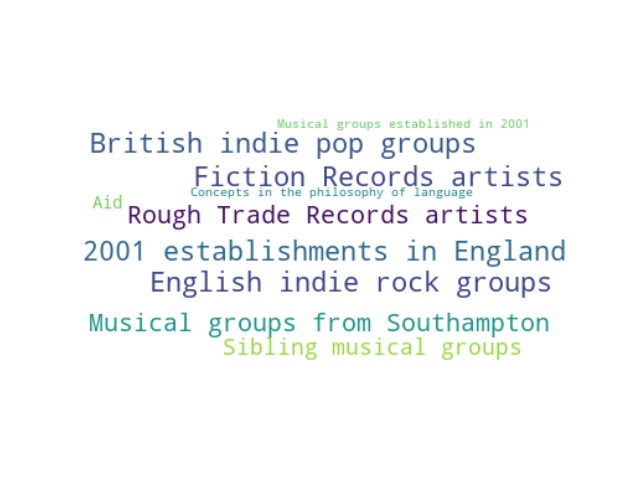 Musical groups established in 2001
British indie pop groups
Fiction Records artists
Concepts in the philosophy of language
Aid
Rough Trade Records artists
2001 establishments in England
English indie rock groups
Musical groups from Southampton
Sibling musical groups